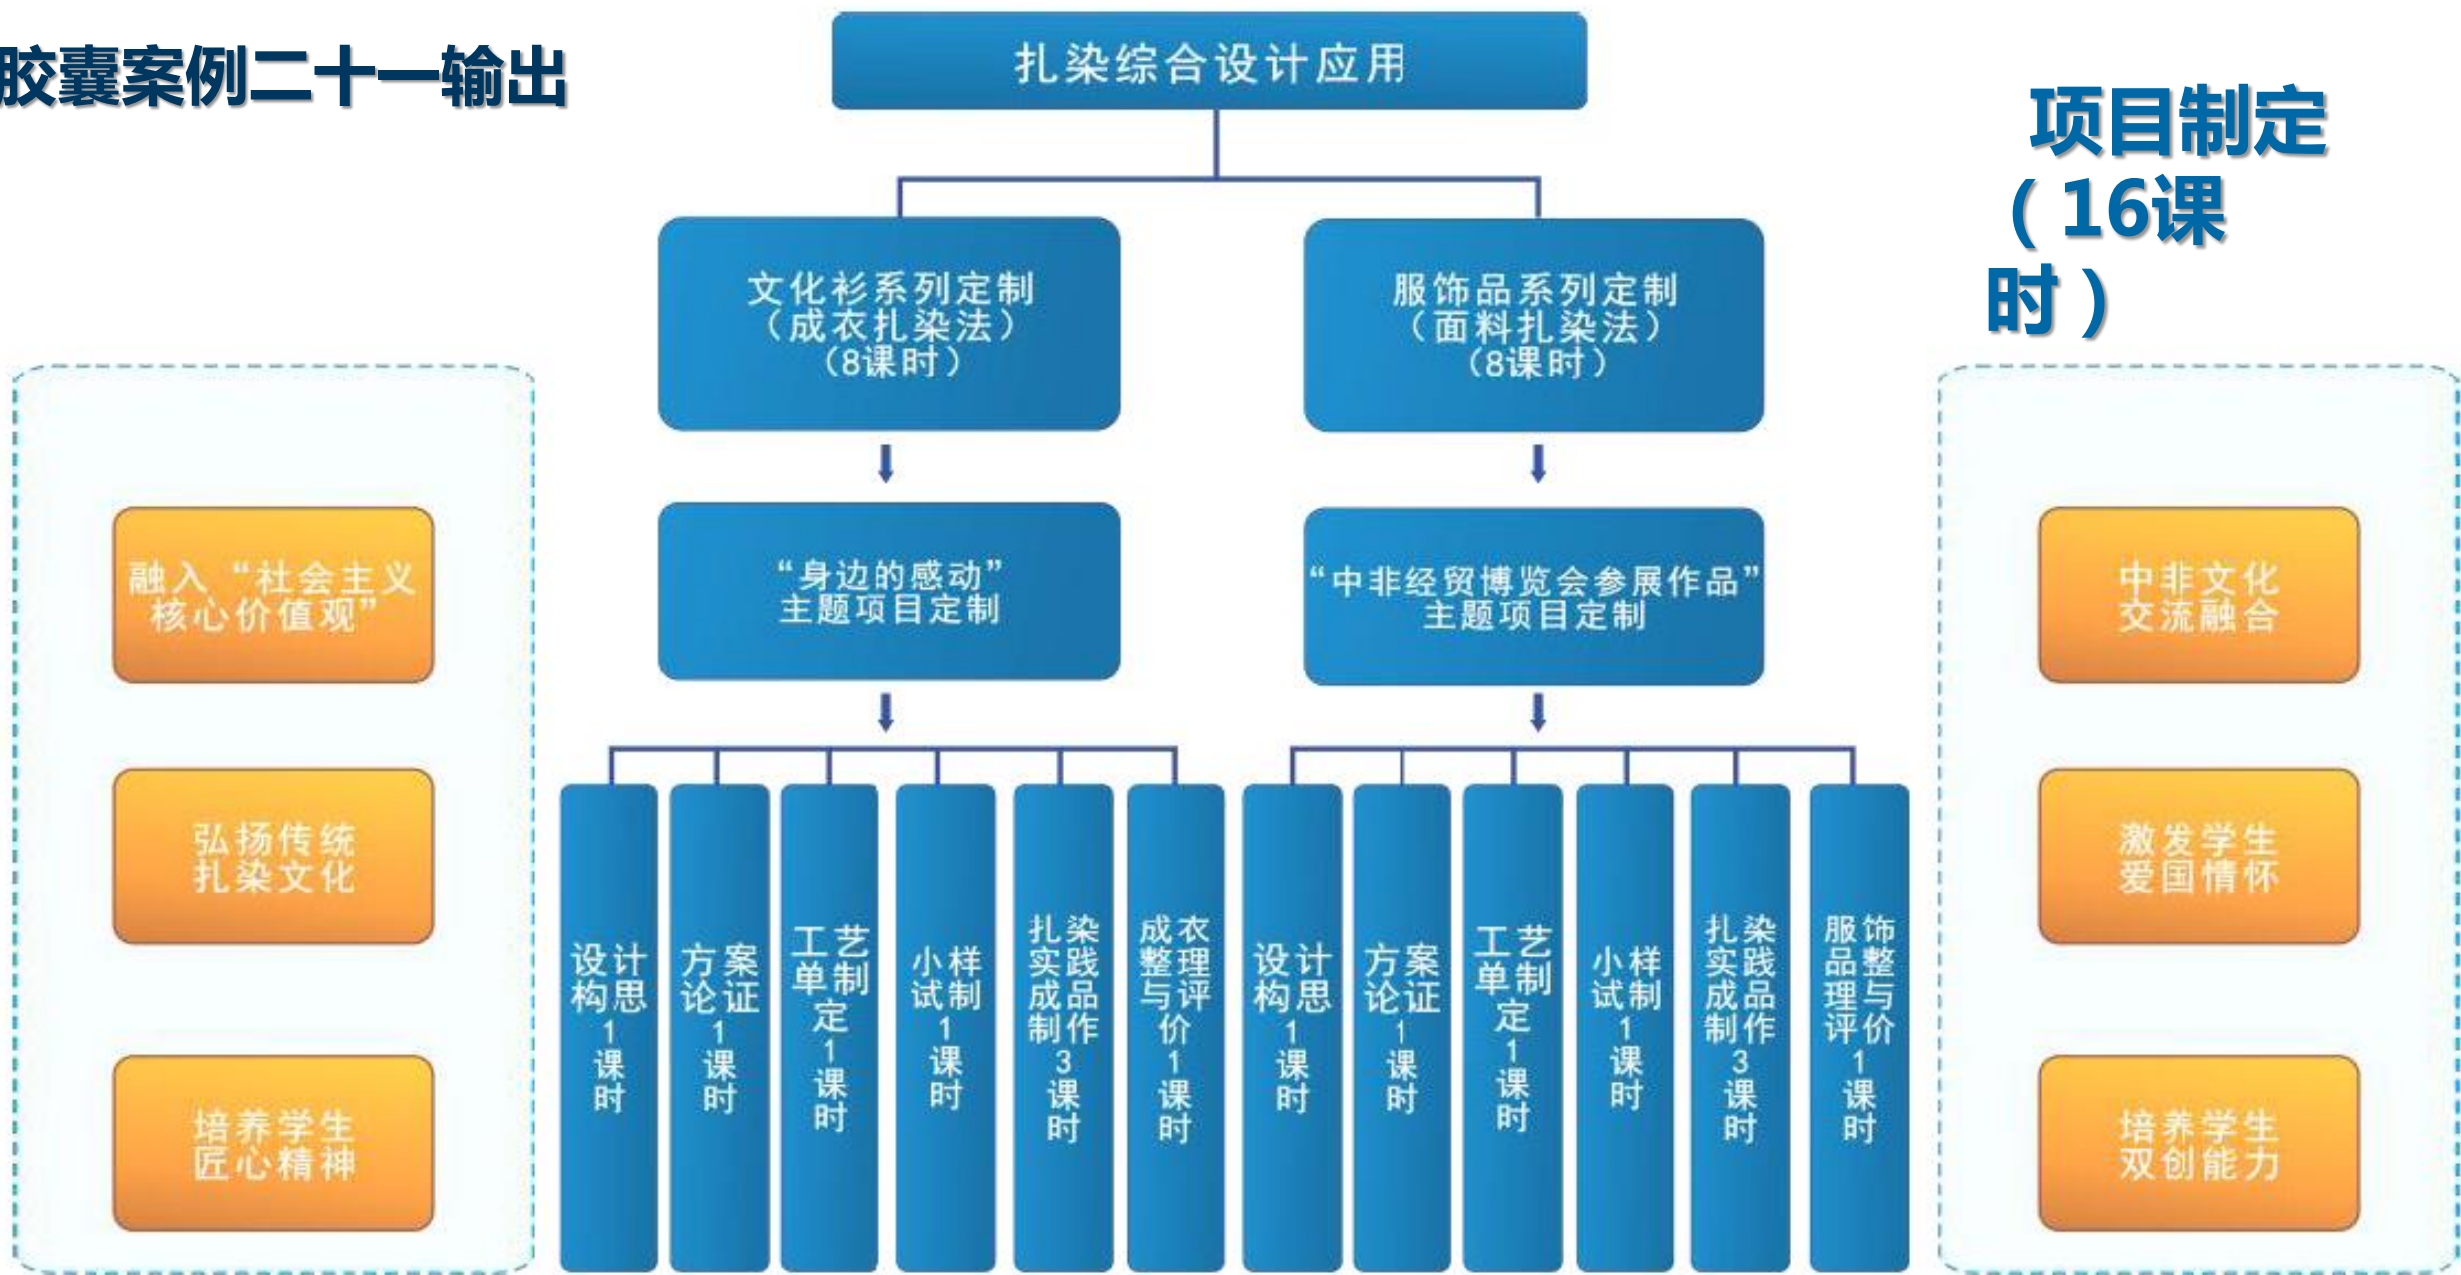 胶囊案例二十一输出
扎染综合设计应用
项目制定
（16课
时）
文化衫系列定制
（成衣扎染法）
（8课时）
服饰品系列定制
（面料扎染法）
（8课时）
融入“社会主义
核心价值观”
弘扬传统
扎染文化
培养学生
匠心精神
“身边的感动”
主题项目定制
“中非经贸博览会参展作品”
主题项目定制
设计
构思
1
课
时
方案
论证
1
课
时
工艺
单制
定
1
课
时
小样
试制
1
课
时
扎染
实践
成品
制作
3
课
时
成衣
整理
与评
价
1
课
时
设计
构思
1
课
时
方案
论证
1
课
时
工艺
单制
定
1
课
时
小样
试制
1
课
时
扎染
实践
成品
制作
3
课
时
服饰
品整
理与
评价
1
课
时
中非文化
交流融合
激发学生
爱国情怀
培养学生
双创能力